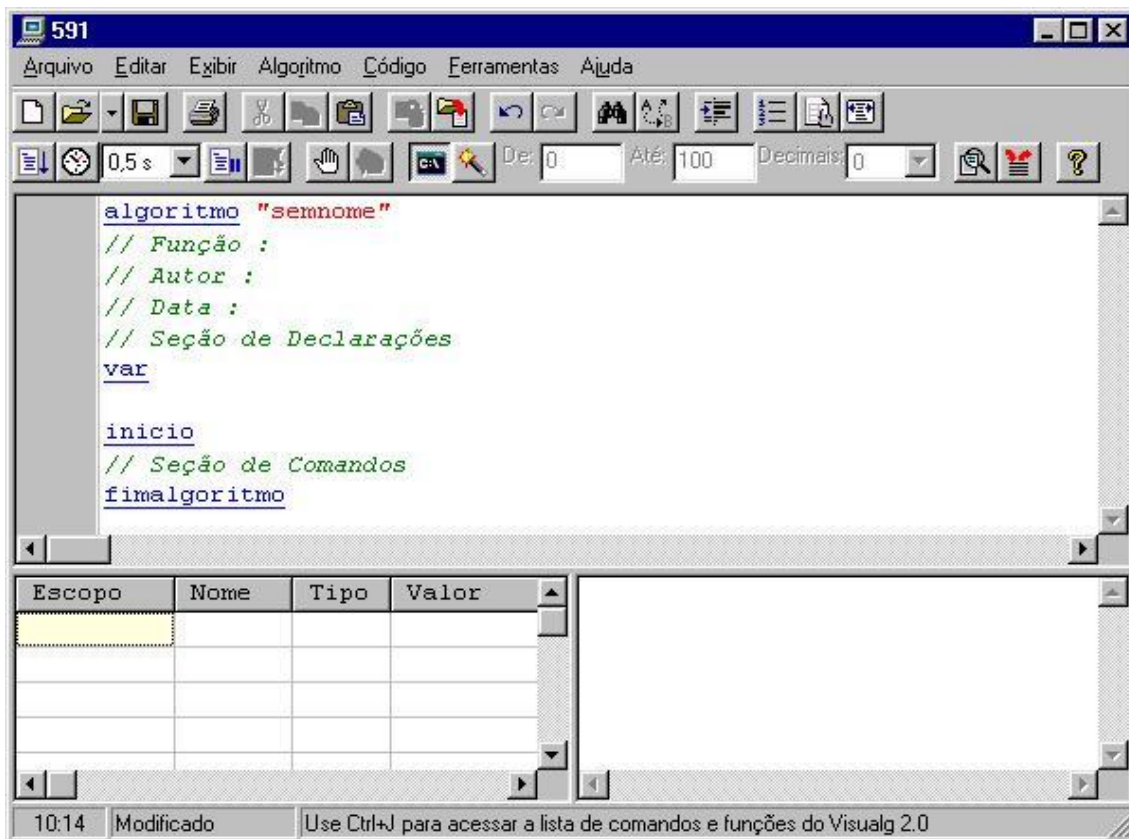 591
Arquivo Editar Exibir Algoritmo Código Ferramentas Ajuda
0,5 s De: 0 Até: 100 Decimais: 0
algoritmo "semnome"
// Função :
// Autor :
// Data :
// Seção de Declarações
var
inicio
// Seção de Comandos
fimalgoritmo
Escopo Nome Tipo Valor
10:14 Modificado Use Ctrl+J para acessar a lista de comandos e funções do Visualg 2.0